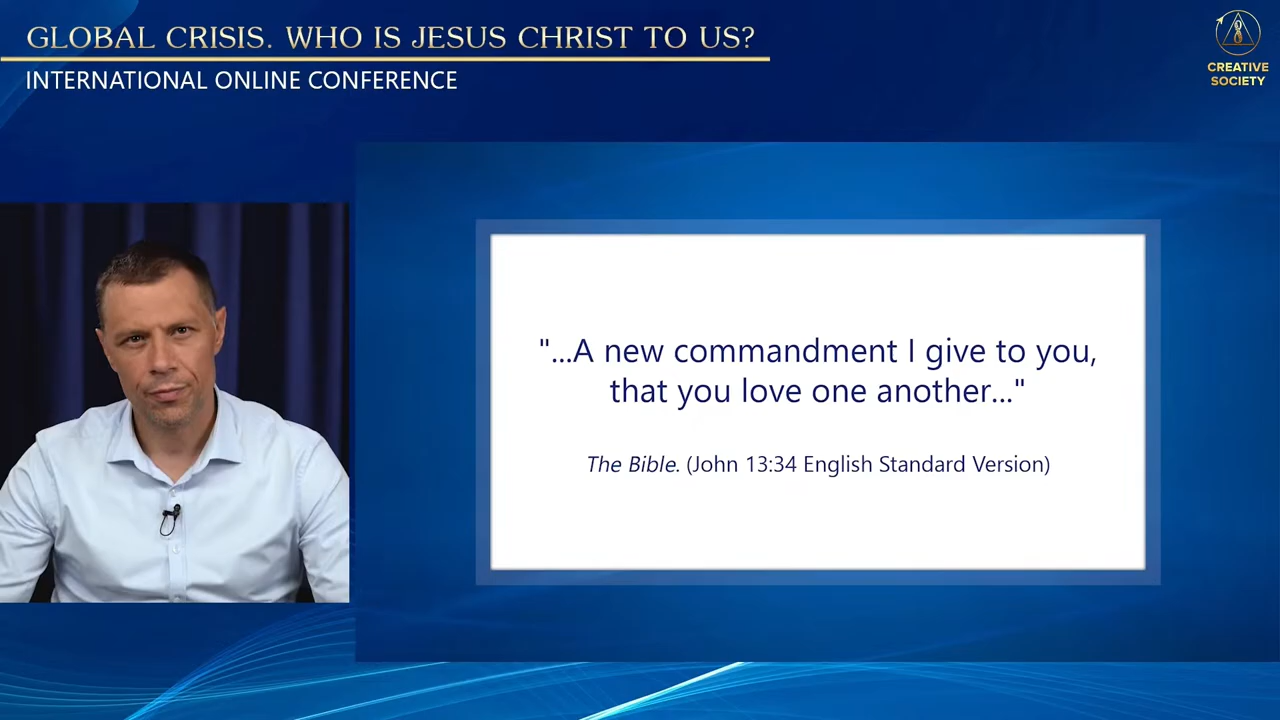 GLOBAL CRISIS. WHO IS JESUS CHRIST TO US?
INTERNATIONAL ONLINE CONFERENCE
CREATIVE
SOCIETY
"...A new commandment I give to you,
that you love one another..."
The Bible. (John 13:34 English Standard Version)